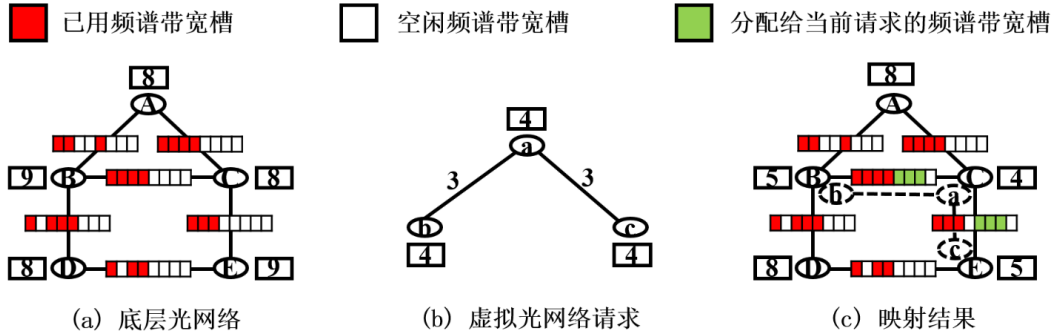 已用频谱带宽槽 空闲频谱带宽槽 分配给当前请求的频谱带宽槽
8 8
A 4 A
a
9 B C 8 3 3 5 B C 4
b a
b c
4 4 c
8 D E 9 8 D E 5
(a) 底层光网络 (b) 虚拟光网络请求 (c) 映射结果